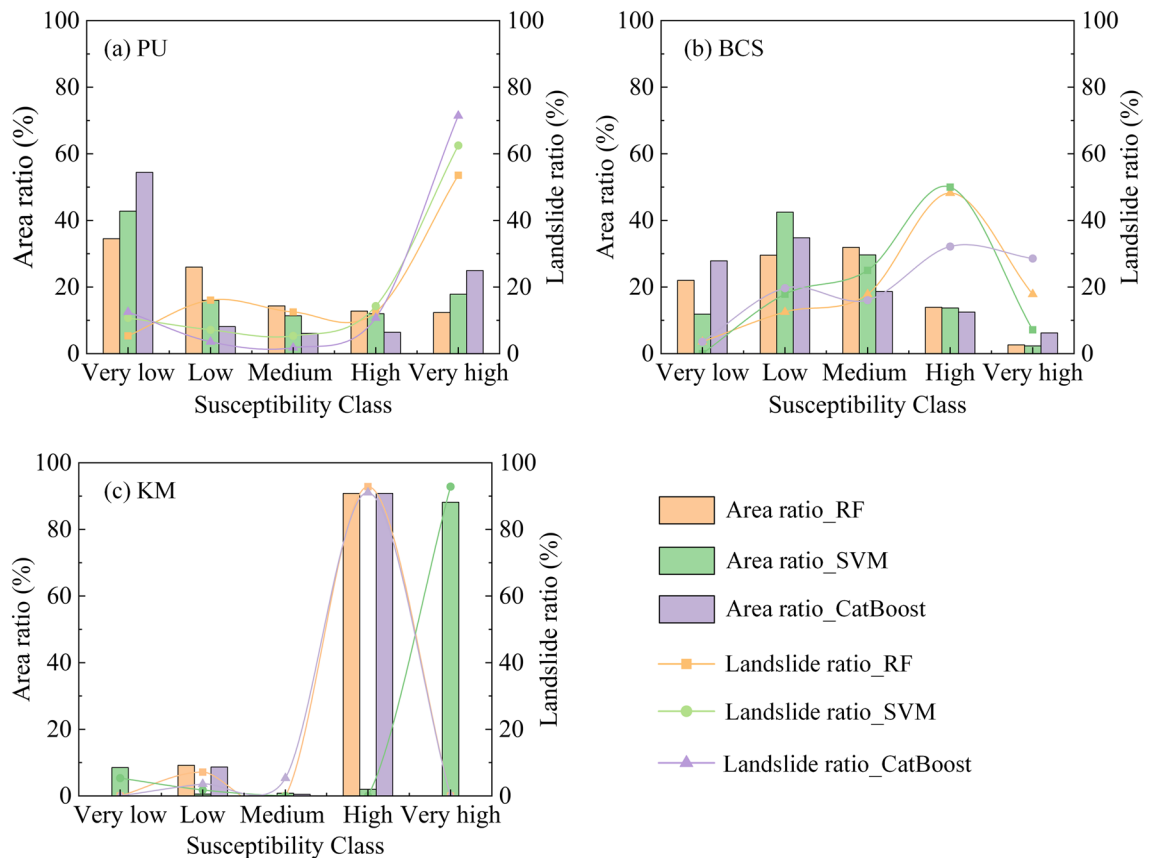 (a) PU
Area ratio (%)
100
80
60
40
20
0
Landslide ratio (%)
100
80
60
40
20
0
Very low Low Medium High Very high
Susceptibility Class
(b) BCS
Area ratio (%)
100
80
60
40
20
0
Landslide ratio (%)
100
80
60
40
20
0
Very low Low Medium High Very high
Susceptibility Class
(c) KM
Area ratio (%)
100
80
60
40
20
0
Landslide ratio (%)
100
80
60
40
20
0
Very low Low Medium High Very high
Susceptibility Class
Area ratio_RF
Area ratio_SVM
Area ratio_CatBoost
Landslide ratio_RF
Landslide ratio_SVM
Landslide ratio_CatBoost